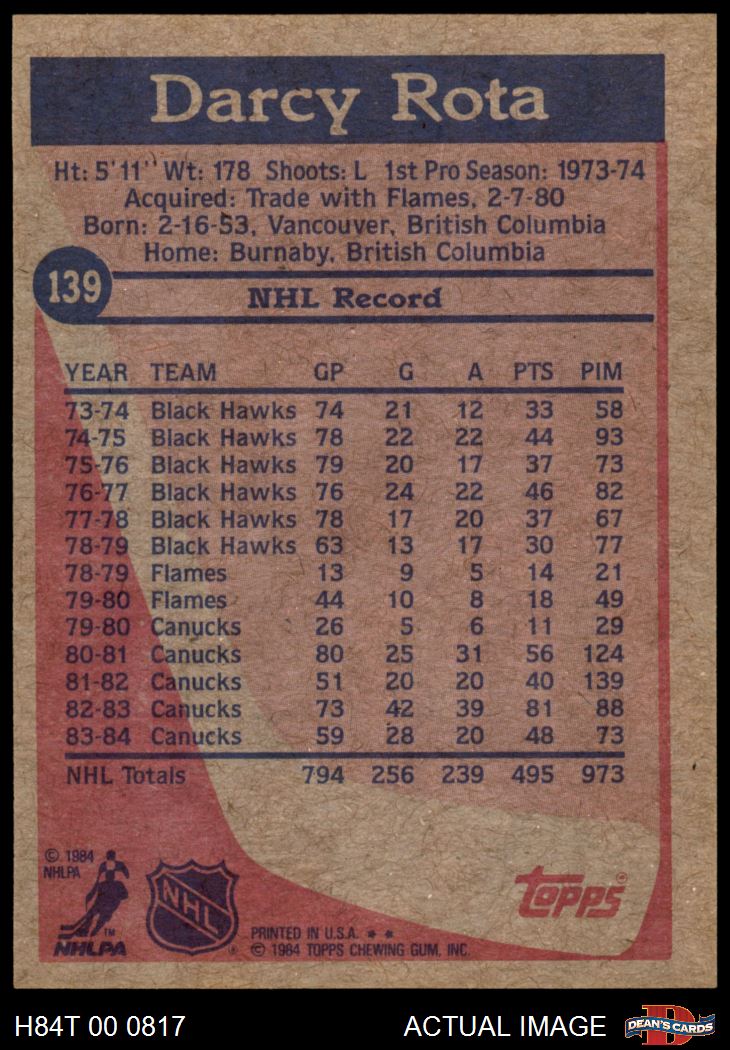 Darcy Rota
Ht: 5'11'' Wt: 178 Shoots: L 1st Pro Season: 1973-74
Acquired: Trade with Flames, 2-7-80
Born: 2-16-53, Vancouver, British Columbia
Home: Burnaby, British Columbia
139
NHL Record
YEAR TEAM GP G A PTS PIM
73-74 Black Hawks 74 21 12 33 58
74-75 Black Hawks 78 22 22 44 93
75-76 Black Hawks 79 20 17 37 73
76-77 Black Hawks 76 24 22 46 82
77-78 Black Hawks 78 17 20 37 67
78-79 Black Hawks 63 13 17 30 77
78-79 Flames 13 9 5 14 21
79-80 Flames 44 10 8 18 49
79-80 Canucks 26 5 6 11 29
80-81 Canucks 80 25 31 56 124
81-82 Canucks 51 20 20 40 139
82-83 Canucks 73 42 39 81 88
83-84 Canucks 59 28 20 48 73
NHL Totals 794 256 239 495 973
© 1984
NHLPA
TM
NHLPA
NHL
®
topps®
PRINTED IN U.S.A. * *
© 1984 TOPPS CHEWING GUM, INC.
H84T 00 0817
ACTUAL IMAGE
D
DEAN'S CARDS